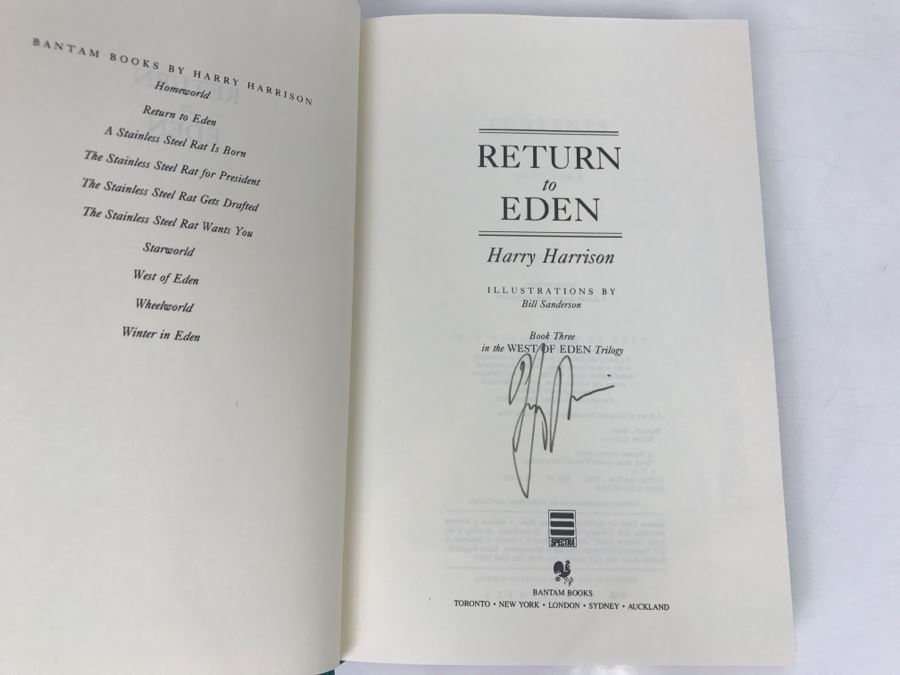 BANTAM BOOKS BY HARRY HARRISON
Homeworld
Return to Eden
A Stainless Steel Rat Is Born
The Stainless Steel Rat for President
The Stainless Steel Rat Gets Drafted
The Stainless Steel Rat Wants You
Starworld
West of Eden
Wheelworld
Winter in Eden
RETURN
to
EDEN
Harry Harrison
ILLUSTRATIONS BY
Bill Sanderson
Book Three
in the WEST OF EDEN Trilogy
SPECTRA
BANTAM BOOKS
TORONTO • NEW YORK • LONDON • SYDNEY • AUCKLAND